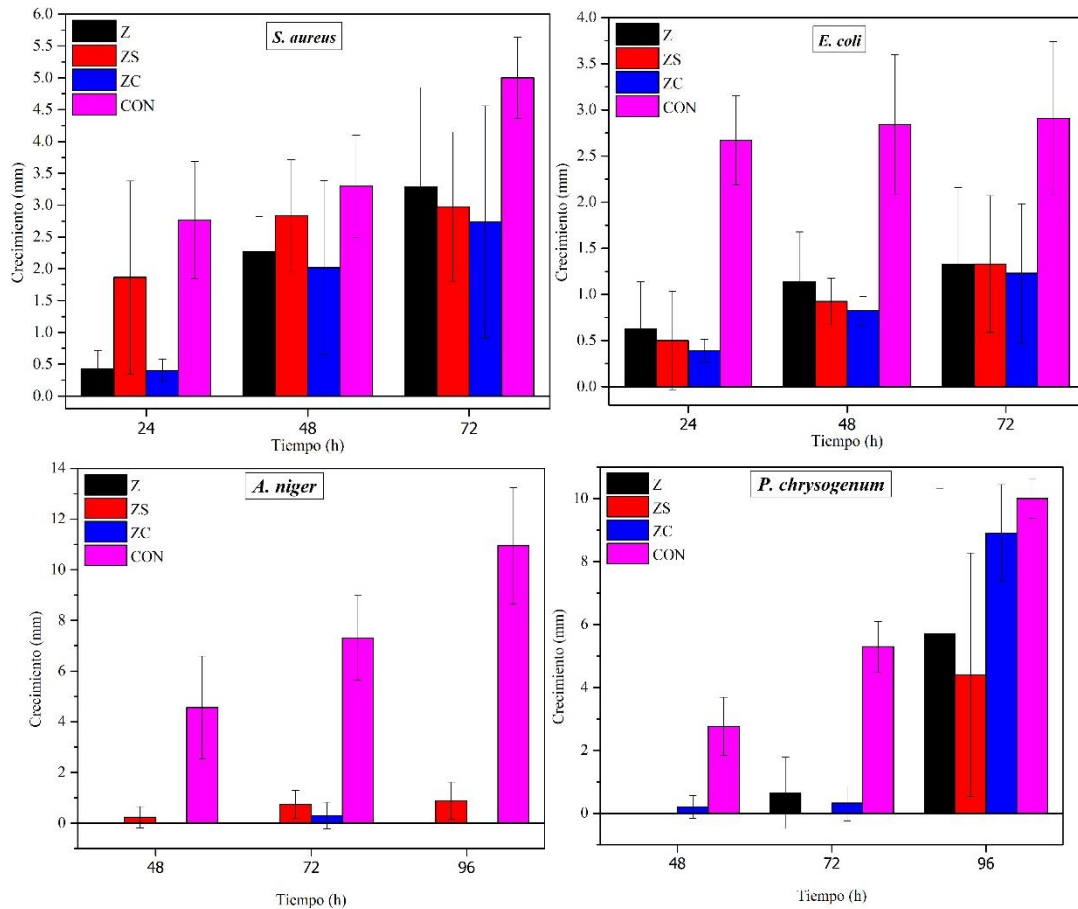 S. aureus
Z
ZS
ZC
CON
Crecimiento (mm)
5.5
5.0
4.5
4.0
3.5
3.0
2.5
2.0
1.5
1.0
0.5
0.0
24 48 72
Tiempo (h)
E. coli
Z
ZS
ZC
CON
Crecimiento (mm)
4.0
3.5
3.0
2.5
2.0
1.5
1.0
0.5
0.0
24 48 72
Tiempo (h)
A. niger
Z
ZS
ZC
CON
Crecimiento (mm)
14
12
10
8
6
4
2
0
48 72 96
Tiempo (h)
P. chrysogenum
Z
ZS
ZC
CON
Crecimiento (mm)
10
8
6
4
2
0
48 72 96
Tiempo (h)